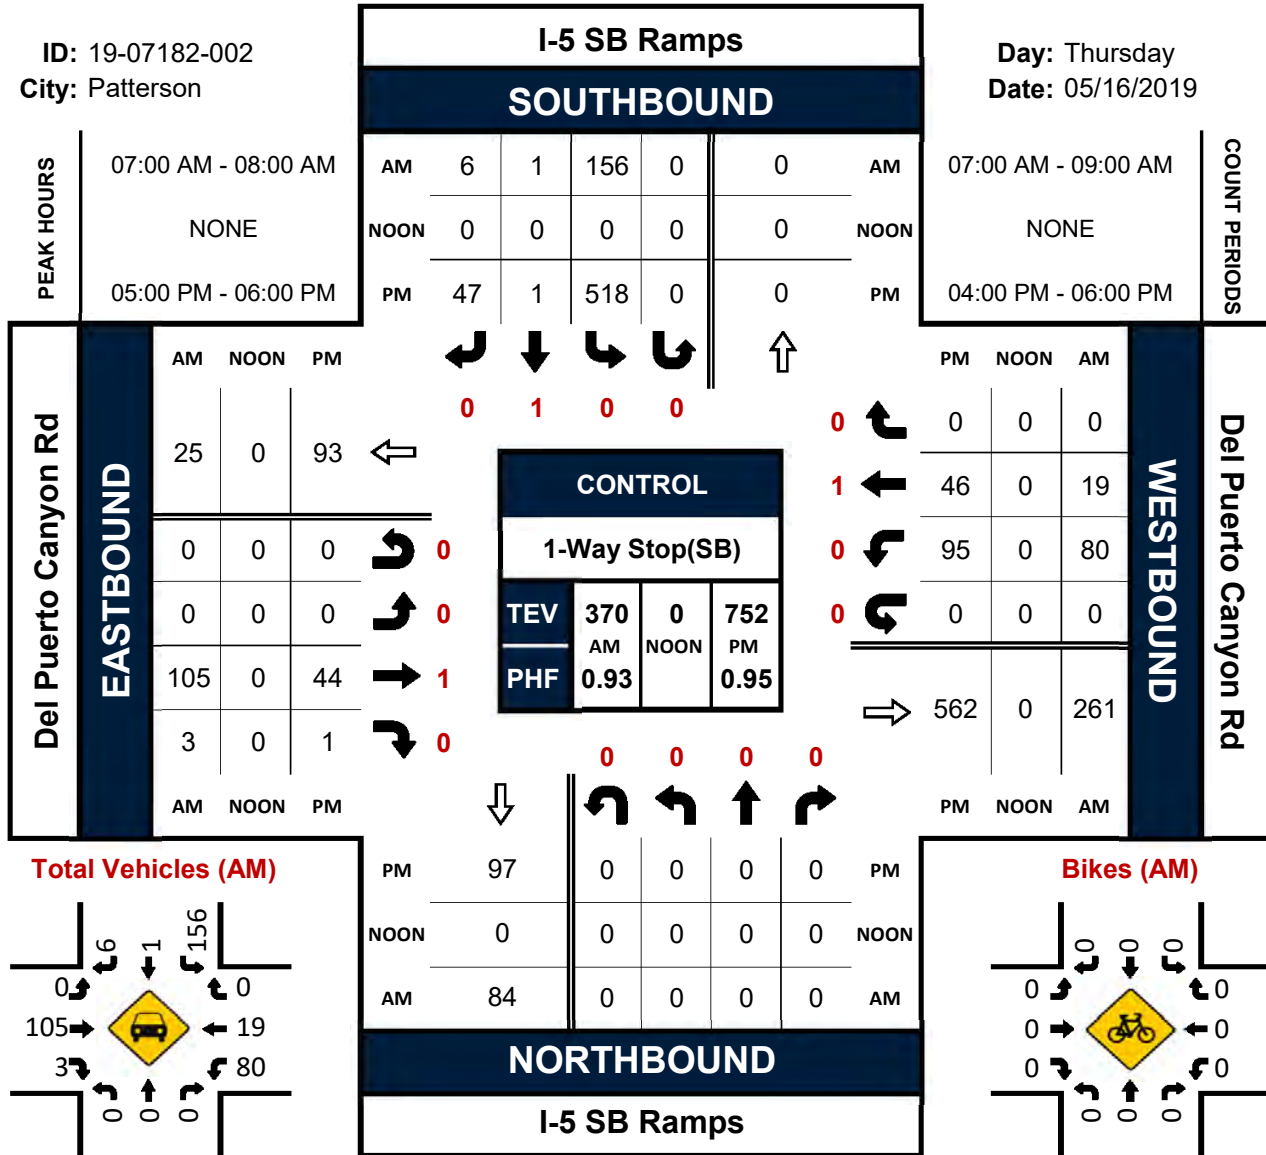 I-5 SB Ramps
ID: 19-07182-002
City: Patterson
Day: Thursday
Date: 05/16/2019
SOUTHBOUND
PEAK HOURS
07:00 AM - 08:00 AM
NONE
05:00 PM - 06:00 PM
AM 6 1 156 0 0 AM
NOON 0 0 0 0 0 NOON
PM 47 1 518 0 0 PM
07:00 AM - 09:00 AM
NONE
04:00 PM - 06:00 PM
COUNT PERIODS
0 1 0 0
Del Puerto Canyon Rd
EASTBOUND
AM NOON PM
25 0 93
0 0 0 0
0 0 0 0
105 0 44 1
3 0 1 0
AM NOON PM
CONTROL
1-Way Stop(SB)
TEV 370 0 752
AM NOON PM
PHF 0.93 0.95
PM NOON AM
0 0 0 0
1 46 0 19
0 95 0 80
0 0 0 0
562 0 261
PM NOON AM
WESTBOUND
Del Puerto Canyon Rd
0 0 0 0
PM 97 0 0 0 0 PM
NOON 0 0 0 0 0 NOON
AM 84 0 0 0 0 AM
NORTHBOUND
I-5 SB Ramps
Total Vehicles (AM)
6 1 156
0 0
105 19
3 80
0 0 0
Bikes (AM)
0 0 0
0 0
0 0
0 0
0 0 0